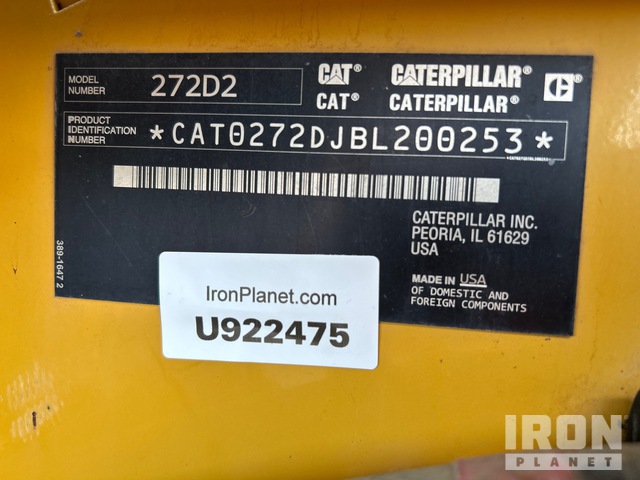 MODEL NUMBER 272D2
CAT® CATERPILLAR®
CAT® CATERPILLAR®
C
PRODUCT IDENTIFICATION NUMBER *CAT0272DJBL200253*
*CAT0272DJBL200253*
CATERPILLAR INC.
PEORIA, IL 61629
USA
MADE IN USA
OF DOMESTIC AND
FOREIGN COMPONENTS
389-1647 2
IronPlanet.com
U922475
IRON
PLANET